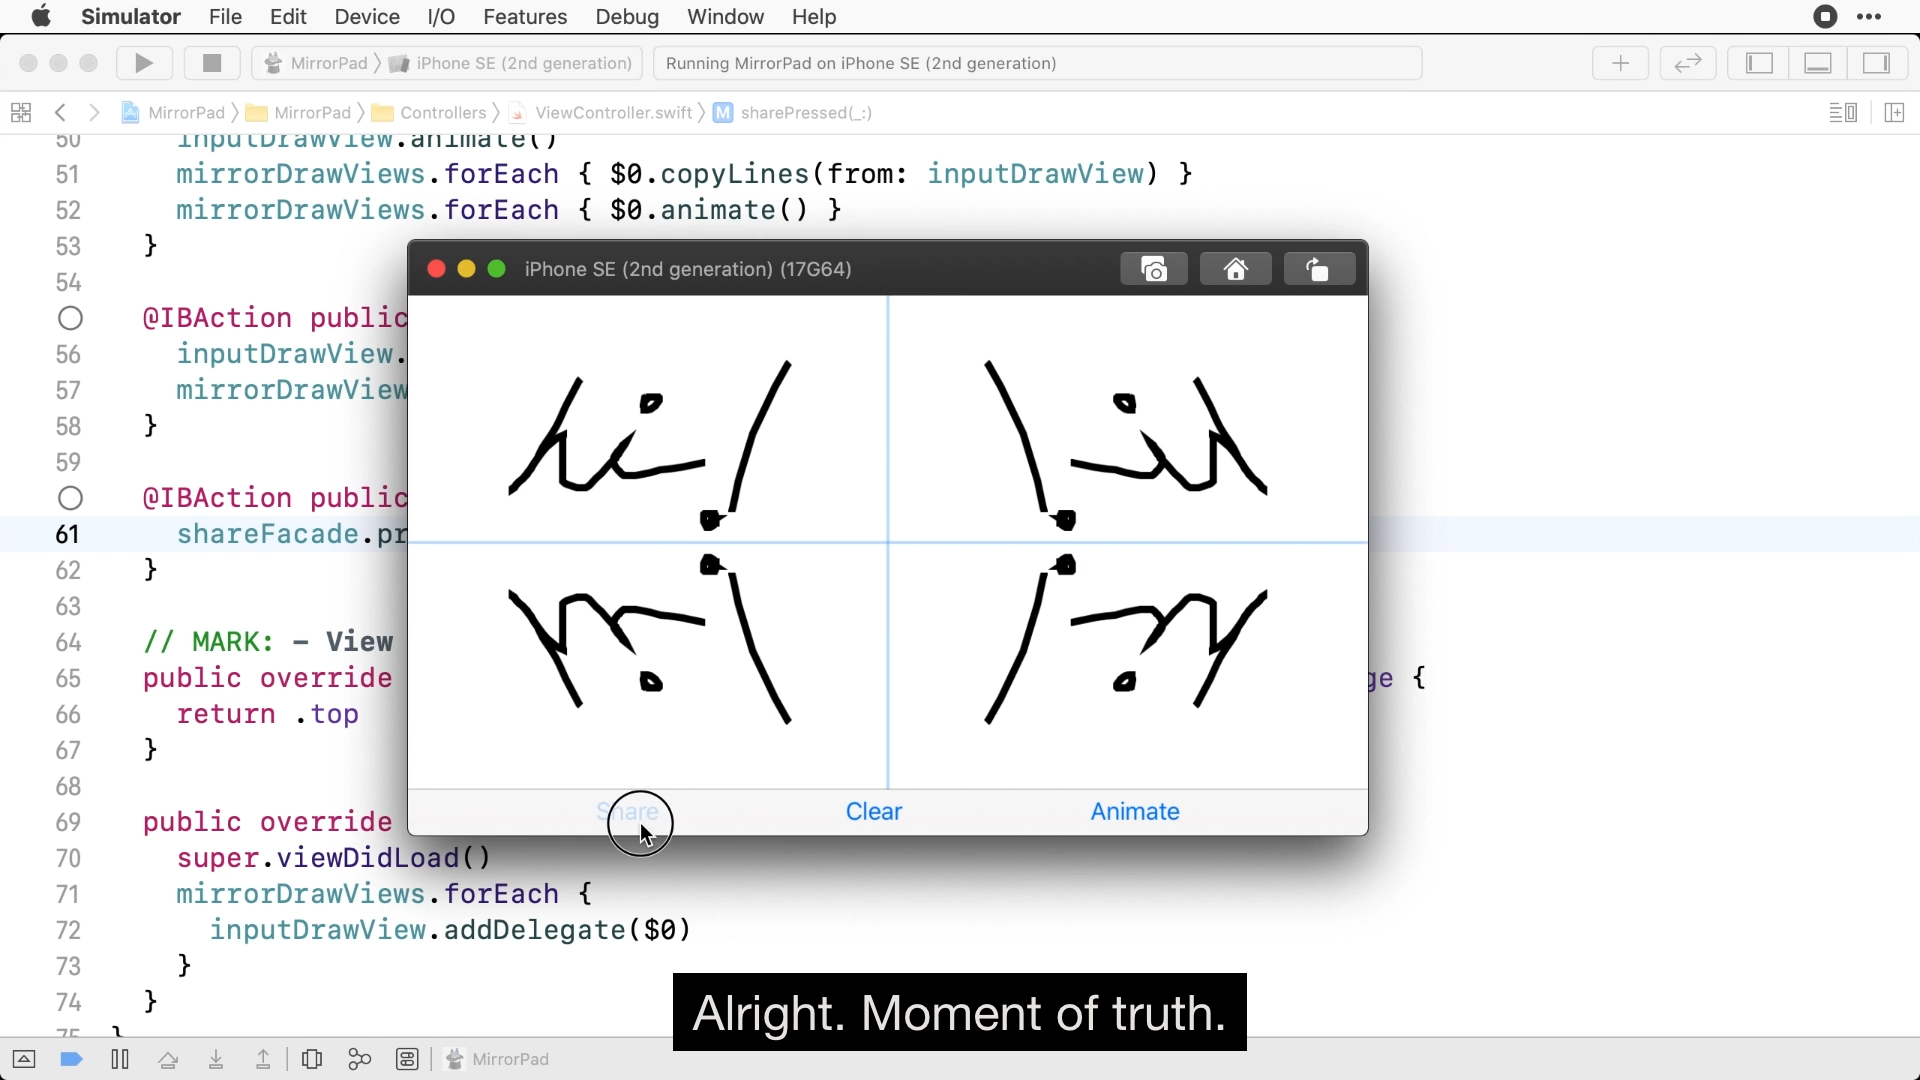 Simulator File Edit Device I/O Features Debug Window Help
MirrorPad iPhone SE (2nd generation) Running MirrorPad on iPhone SE (2nd generation)
MirrorPad MirrorPad Controllers ViewController.swift M sharePressed(_:)
50 inputDrawView.animate()
51 mirrorDrawViews.forEach { $0.copyLines(from: inputDrawView) }
52 mirrorDrawViews.forEach { $0.animate() }
53 }
54
@IBAction public
56 inputDrawView.
57 mirrorDrawView
58 }
59
@IBAction public
61 shareFacade.pr
62 }
63
64 // MARK: - View
65 public override ge {
66 return .top
67 }
68
69 public override
70 super.viewDidLoad()
71 mirrorDrawViews.forEach {
72 inputDrawView.addDelegate($0)
73 }
74 }
75 }
iPhone SE (2nd generation) (17G64)
Share Clear Animate
Alright. Moment of truth.
MirrorPad